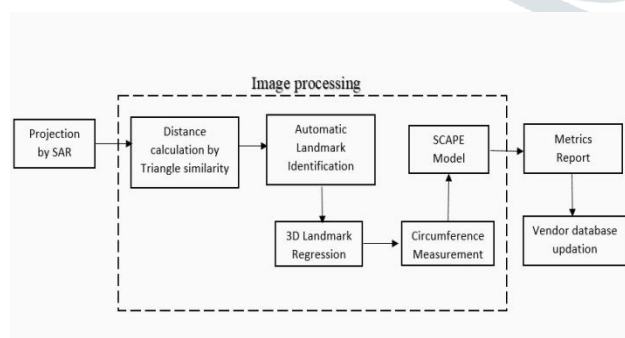 Image processing
Projection
by SAR
Distance
calculation by
Triangle similarity
Automatic
Landmark
Identification
3D Landmark
Regression
Circumference
Measurement
SCAPE
Model
Metrics
Report
Vendor database
updation